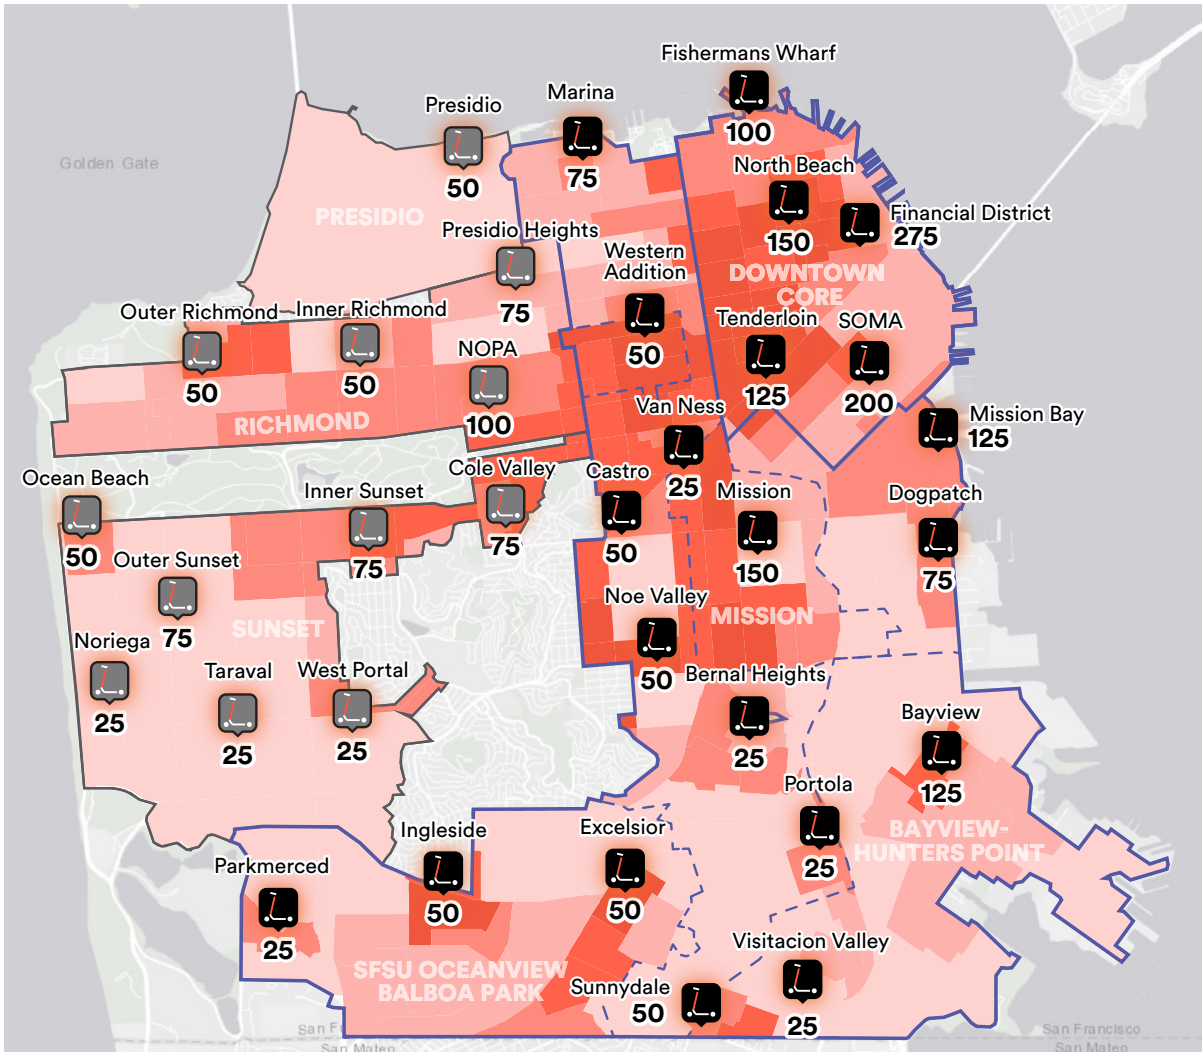 Fishermans Wharf
100
Marina
75
Presidio
50
Golden Gate
North Beach
150
Financial District
275
PRESIDIO
Presidio Heights
75
Western
Addition
50
DOWNTOWN
CORE
Outer Richmond
50
Inner Richmond
50
Tenderloin
125
SOMA
200
NOPA
100
RICHMOND
Van Ness
25
Mission Bay
125
Ocean Beach
50
Inner Sunset
75
Cole Valley
75
Castro
50
Mission
150
Dogpatch
75
Outer Sunset
75
SUNSET
Noe Valley
50
MISSION
Noriega
25
Taraval
25
West Portal
25
Bernal Heights
25
Bayview
125
Portola
25
BAYVIEW-
HUNTERS POINT
Ingleside
50
Excelsior
50
Parkmerced
25
SFSU OCEANVIEW
BALBOA PARK
Visitacion Valley
25
Sunnydale
50
San Fr
San Mateo
San Francisco
San Mateo